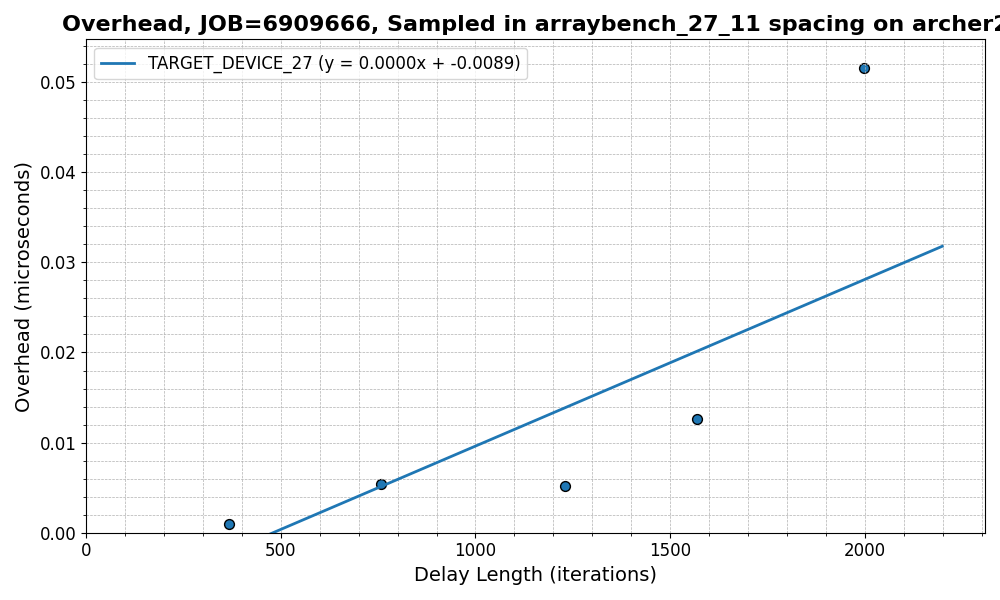 Overhead, JOB=6909666, Sampled in arraybench_27_11 spacing on archer2
TARGET_DEVICE_27 (y = 0.0000x + -0.0089)
0.05
0.04
0.03
0.02
0.01
0.00
Overhead (microseconds)
0 500 1000 1500 2000
Delay Length (iterations)